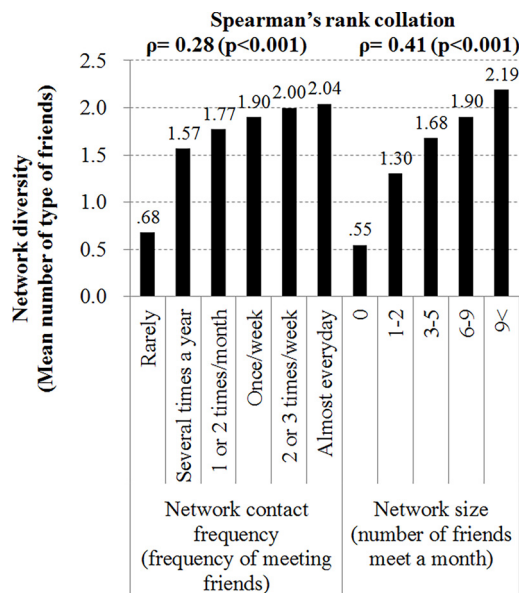 Spearman's rank collation
ρ= 0.28 (p<0.001) ρ= 0.41 (p<0.001)
Network diversity
(Mean number of type of friends)
2.5
2.0
1.5
1.0
0.5
0.0
.68
1.57
1.77
1.90
2.00
2.04
.55
1.30
1.68
1.90
2.19
Rarely
Several times a year
1 or 2 times/month
Once/week
2 or 3 times/week
Almost everyday
0
1-2
3-5
6-9
9<
Network contact
frequency
(frequency of meeting
friends)
Network size
(number of friends
meet a month)